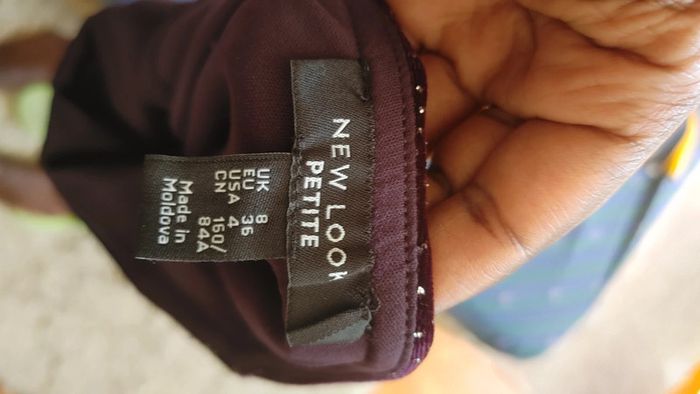 NEW LOOK
PETITE
UK 8
EU 36
USA 4
CN 160/
84A
Made in
Moldova